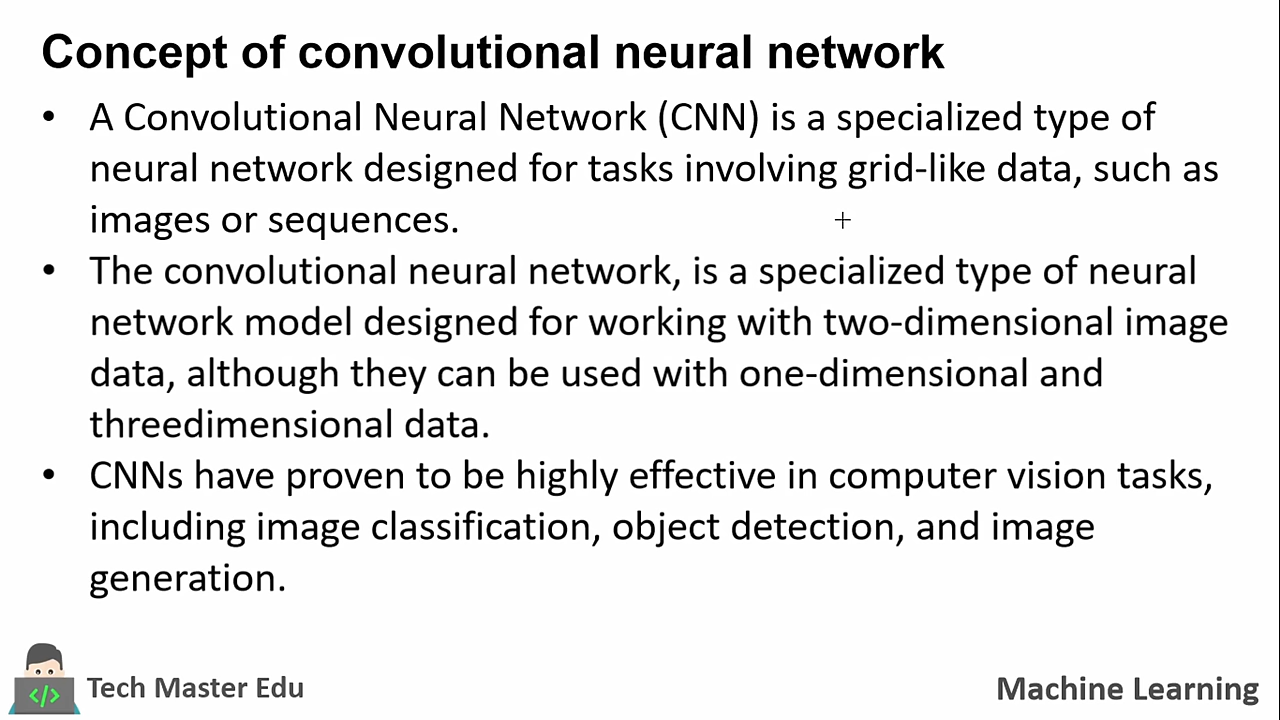 Concept of convolutional neural network
• A Convolutional Neural Network (CNN) is a specialized type of
neural network designed for tasks involving grid-like data, such as
images or sequences.
• The convolutional neural network, is a specialized type of neural
network model designed for working with two-dimensional image
data, although they can be used with one-dimensional and
threedimensional data.
• CNNs have proven to be highly effective in computer vision tasks,
including image classification, object detection, and image
generation.
</>
Tech Master Edu
Machine Learning